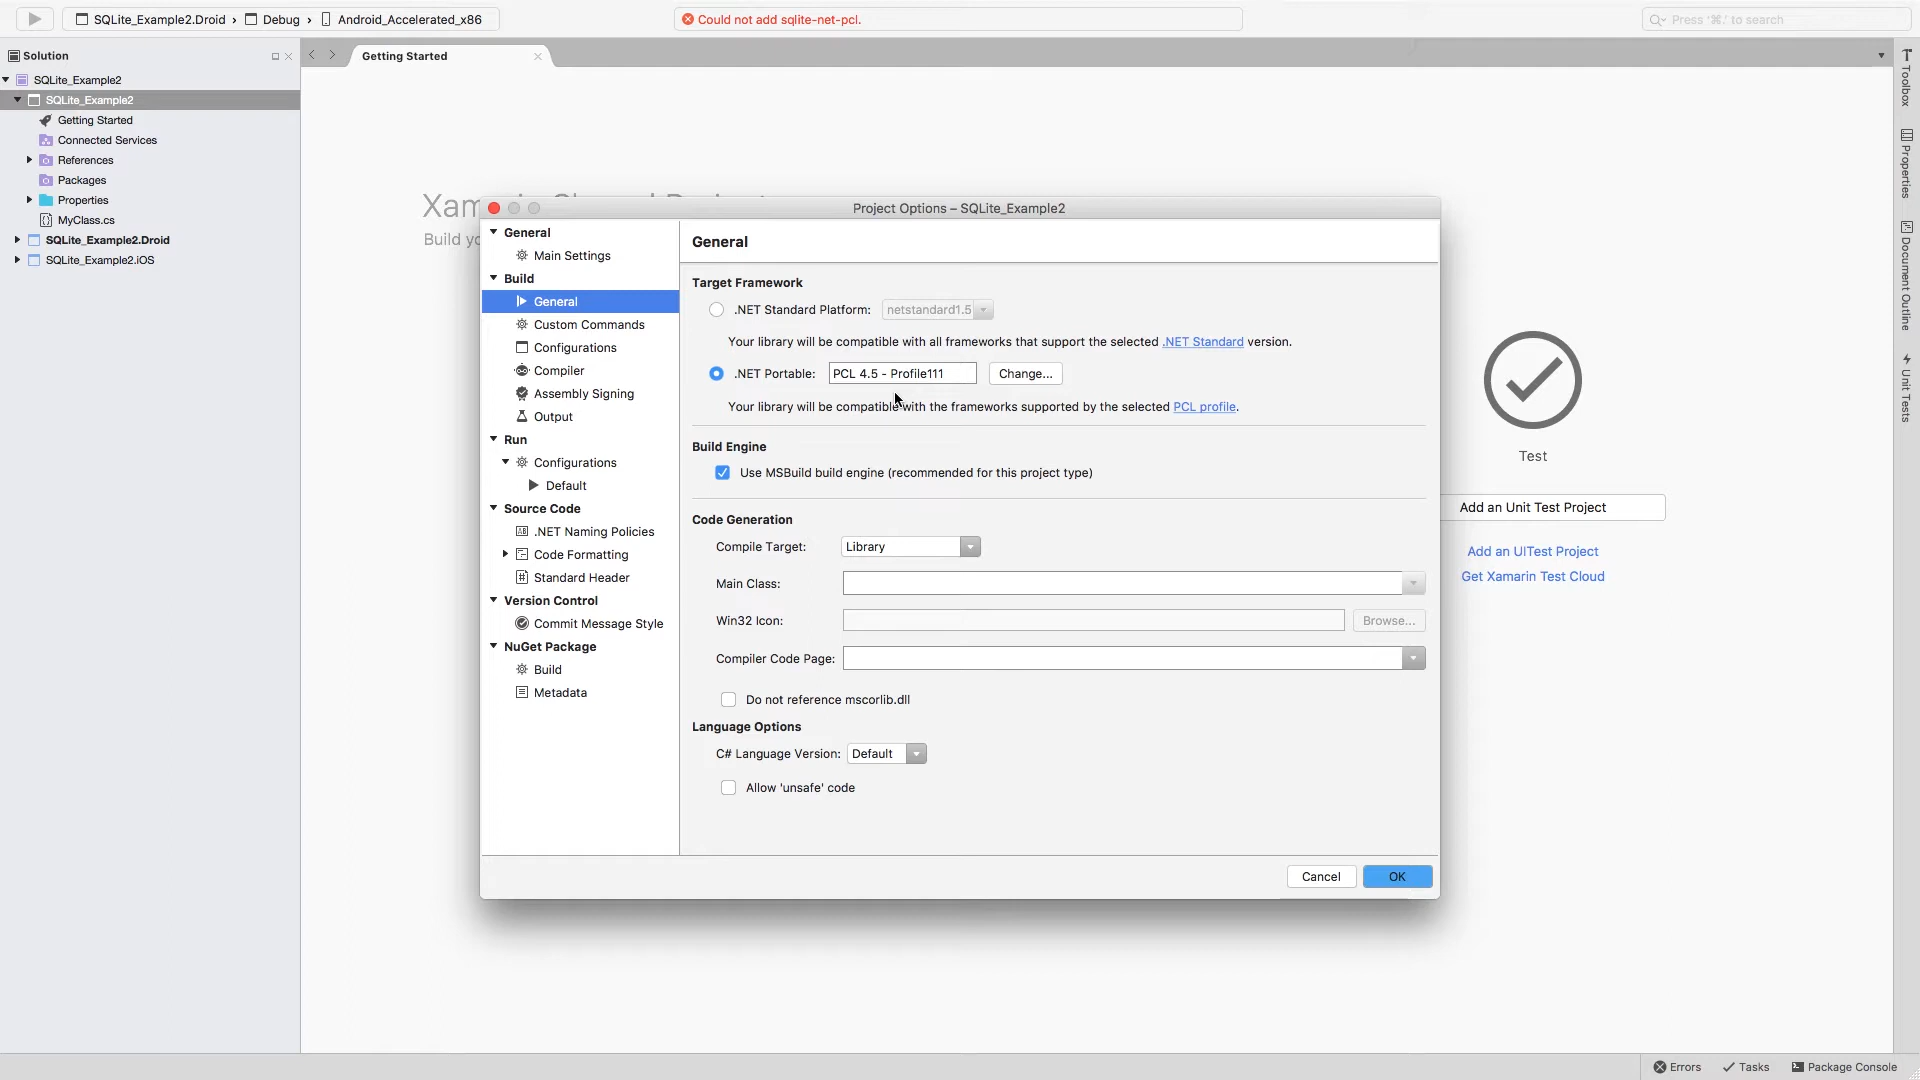 SQLite_Example2.Droid › Debug › Android_Accelerated_x86
Could not add sqlite-net-pcl.
Press '⌘.' to search
Solution
Getting Started
SQLite_Example2
SQLite_Example2
Getting Started
Connected Services
References
Packages
Properties
MyClass.cs
SQLite_Example2.Droid
SQLite_Example2.iOS
Project Options – SQLite_Example2
General
Main Settings
Build
General
Custom Commands
Configurations
Compiler
Assembly Signing
Output
Run
Configurations
Default
Source Code
.NET Naming Policies
Code Formatting
Standard Header
Version Control
Commit Message Style
NuGet Package
Build
Metadata
General
Target Framework
.NET Standard Platform: netstandard1.5
Your library will be compatible with all frameworks that support the selected .NET Standard version.
.NET Portable: PCL 4.5 - Profile111 Change...
Your library will be compatible with the frameworks supported by the selected PCL profile.
Build Engine
Use MSBuild build engine (recommended for this project type)
Code Generation
Compile Target: Library
Main Class:
Win32 Icon: Browse...
Compiler Code Page:
Do not reference mscorlib.dll
Language Options
C# Language Version: Default
Allow 'unsafe' code
Cancel OK
Test
Add an Unit Test Project
Add an UITest Project
Get Xamarin Test Cloud
Toolbox
Properties
Document Outline
Unit Tests
Errors Tasks Package Console